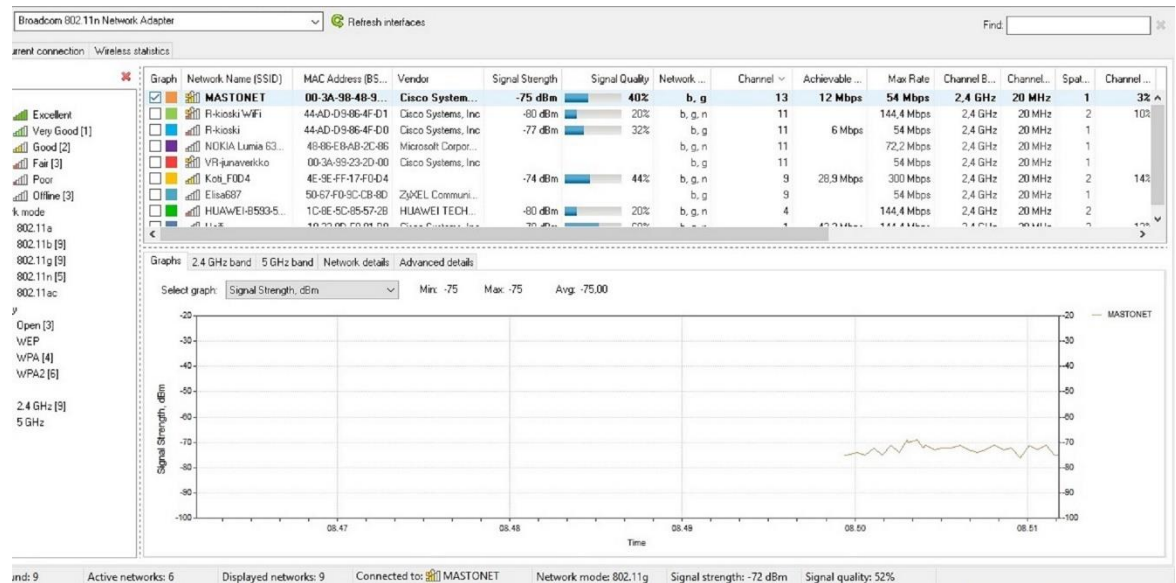 Broadcom 802.11n Network Adapter Refresh interfaces Find:
urrent connection Wireless statistics
Graph Network Name (SSID) MAC Address (BS... Vendor Signal Strength Signal Quality Network ... Channel Achievable ... Max Rate Channel B... Channel... Spat... Channel ...
MASTONET 00-3A-98-48-9... Cisco System... -75 dBm 40% b, g 13 12 Mbps 54 Mbps 2,4 GHz 20 MHz 1 3%
R-kioski WiFi 44-AD-D9-86-4F-D1 Cisco Systems, Inc -80 dBm 20% b, g, n 11 144,4 Mbps 2,4 GHz 20 MHz 2 10%
R-kioski 44-AD-D9-86-4F-D0 Cisco Systems, Inc -77 dBm 32% b, g 11 6 Mbps 54 Mbps 2,4 GHz 20 MHz 1
NOKIA Lumia 63... 48-86-E8-AB-2C-86 Microsoft Corpor... b, g, n 11 72,2 Mbps 2,4 GHz 20 MHz 1
VR-junaverkko 00-3A-99-23-2D-00 Cisco Systems, Inc b, g 11 54 Mbps 2,4 GHz 20 MHz 1
Koti_F0D4 4E-9E-FF-17-F0-D4 -74 dBm 44% b, g, n 9 28,9 Mbps 300 Mbps 2,4 GHz 20 MHz 2 14%
Elisa687 50-67-F0-9C-CB-8D ZyXEL Communi... b, g 9 54 Mbps 2,4 GHz 20 MHz 1
HUAWEI-B593-5... 1C-8E-5C-85-57-2B HUAWEI TECH... -80 dBm 20% b, g, n 4 144,4 Mbps 2,4 GHz 20 MHz 2
Excellent
Very Good [1]
Good [2]
Fair [3]
Poor
Offline [3]
k mode
802.11a
802.11b [9]
802.11g [9]
802.11n [5]
802.11ac
y
Open [3]
WEP
WPA [4]
WPA2 [6]
2.4 GHz [9]
5 GHz
Graphs 2.4 GHz band 5 GHz band Network details Advanced details
Select graph: Signal Strength, dBm Min: -75 Max: -75 Avg: -75,00
MASTONET
Signal Strength, dBm
-20 -20
-30 -30
-40 -40
-50 -50
-60 -60
-70 -70
-80 -80
-90 -90
-100 -100
08.47 08.48 08.49 08.50 08.51
Time
und: 9 Active networks: 6 Displayed networks: 9 Connected to: MASTONET Network mode: 802.11g Signal strength: -72 dBm Signal quality: 52%